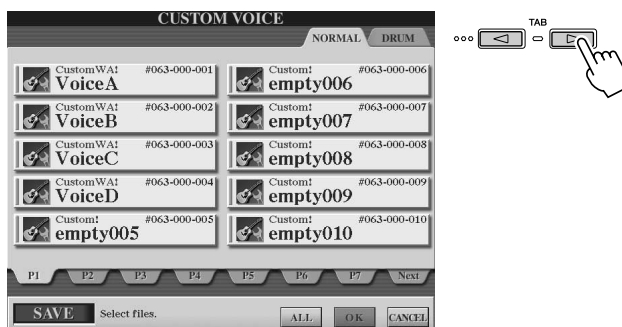 CUSTOM VOICE
NORMAL DRUM
TAB
CustomWA! #063-000-001
VoiceA
Custom! #063-000-006
empty006
CustomWA! #063-000-002
VoiceB
Custom! #063-000-007
empty007
CustomWA! #063-000-003
VoiceC
Custom! #063-000-008
empty008
CustomWA! #063-000-004
VoiceD
Custom! #063-000-009
empty009
Custom! #063-000-005
empty005
Custom! #063-000-010
empty010
P1 P2 P3 P4 P5 P6 P7 Next
SAVE Select files. ALL OK CANCEL